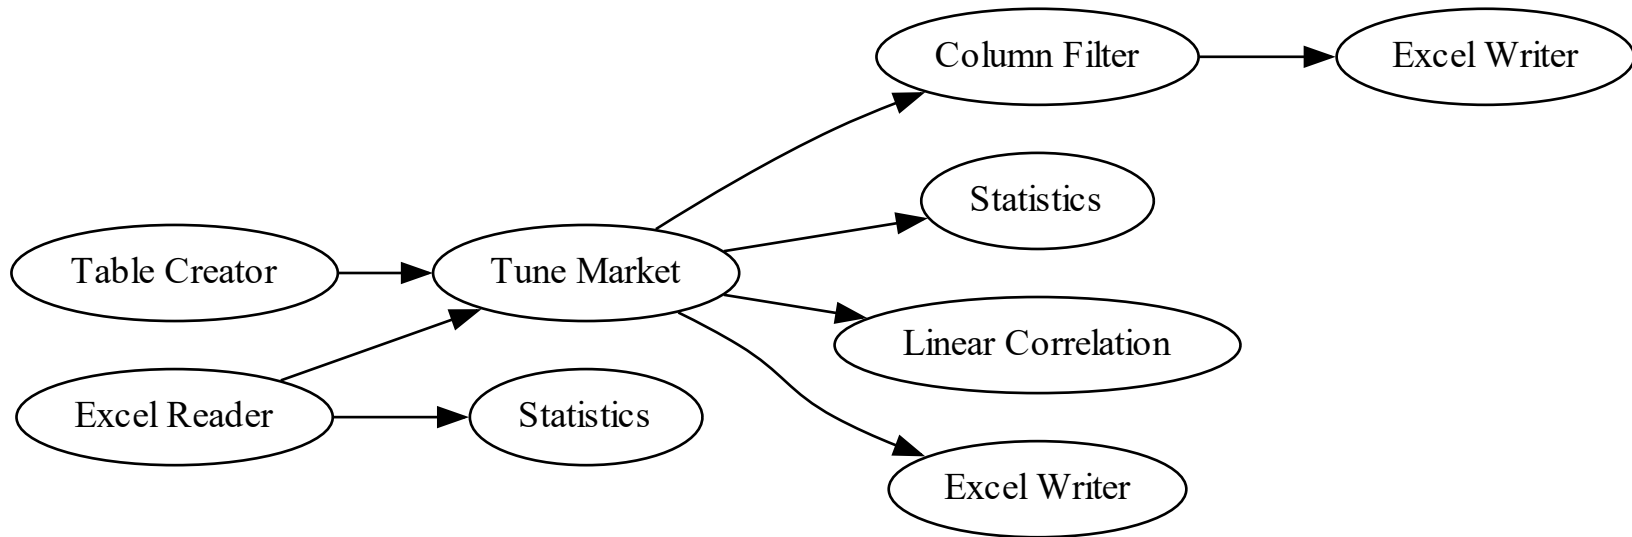 Column Filter
Excel Writer
Statistics
Table Creator
Tune Market
Linear Correlation
Excel Reader
Statistics
Excel Writer